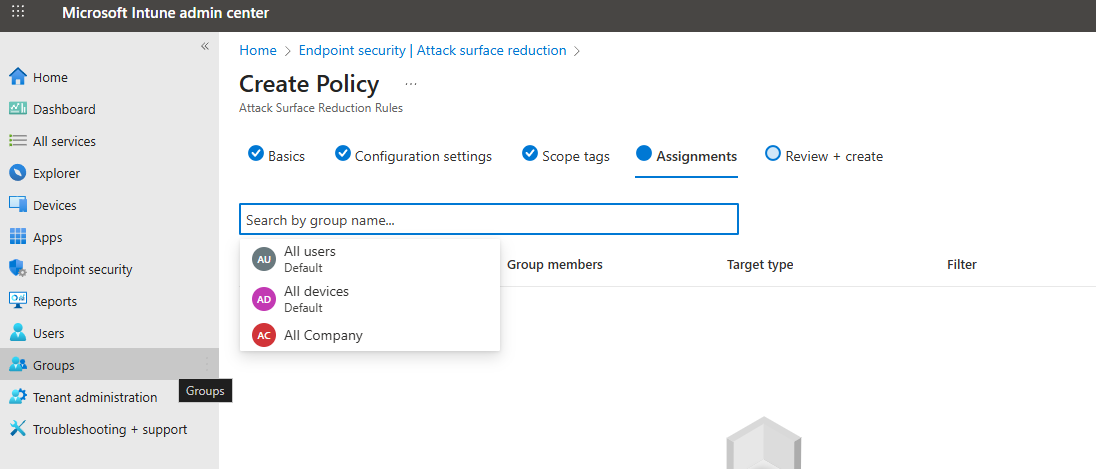 Microsoft Intune admin center
«
Home
Dashboard
All services
Explorer
Devices
Apps
Endpoint security
Reports
Users
Groups
Groups
Tenant administration
Troubleshooting + support
Home > Endpoint security | Attack surface reduction >
Create Policy ...
Attack Surface Reduction Rules
Basics Configuration settings Scope tags Assignments Review + create
Search by group name...
AU All users
Default
AD All devices
Default
AC All Company
Group members Target type Filter